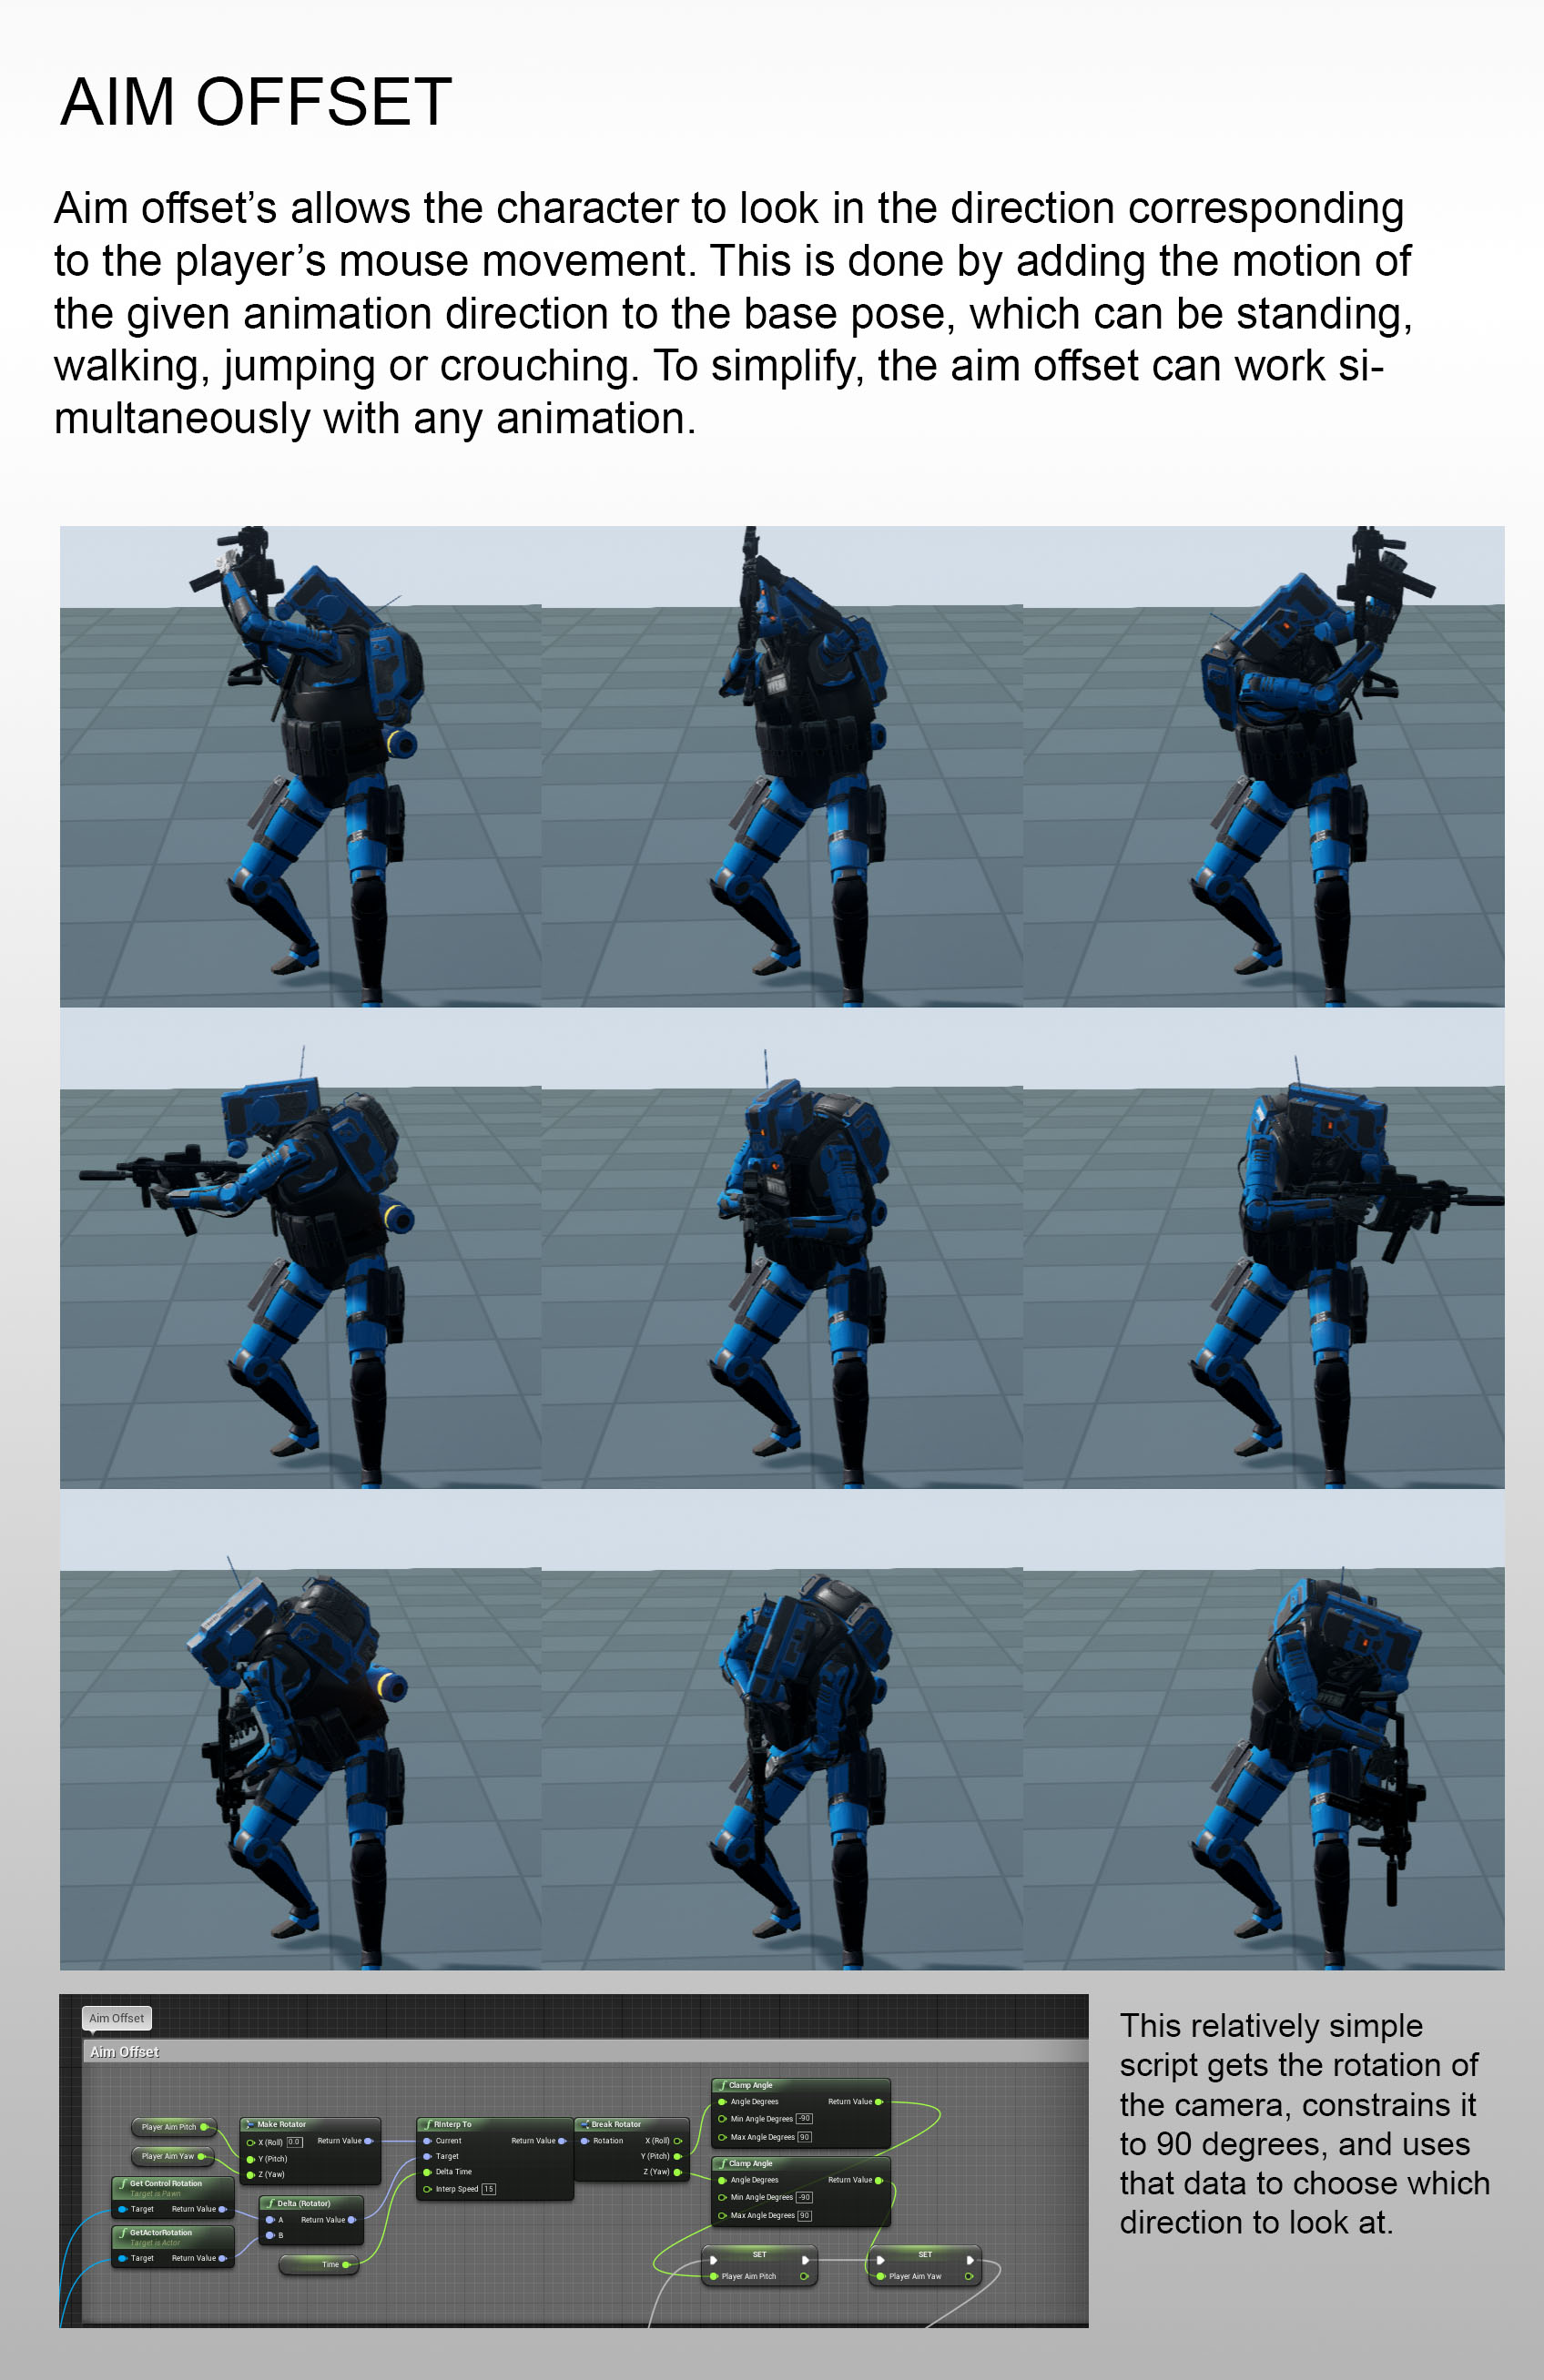 AIM OFFSET
Aim offset’s allows the character to look in the direction corresponding
to the player’s mouse movement. This is done by adding the motion of
the given animation direction to the base pose, which can be standing,
walking, jumping or crouching. To simplify, the aim offset can work si-
multaneously with any animation.
Aim Offset
Aim Offset
Player Aim Pitch
Player Aim Yaw
Make Rotator
X (Roll) 0.0 Return Value
Y (Pitch)
Z (Yaw)
Get Control Rotation
Target is Pawn
Target Return Value
GetActorRotation
Target is Actor
Target Return Value
Delta (Rotator)
A Return Value
B
Time
RInterp To
Current Return Value
Target
Delta Time
Interp Speed 15
Break Rotator
Rotation X (Roll)
Y (Pitch)
Z (Yaw)
Clamp Angle
Angle Degrees Return Value
Min Angle Degrees -90
Max Angle Degrees 90
Clamp Angle
Angle Degrees Return Value
Min Angle Degrees -90
Max Angle Degrees 90
SET
Player Aim Pitch
SET
Player Aim Yaw
This relatively simple
script gets the rotation of
the camera, constrains it
to 90 degrees, and uses
that data to choose which
direction to look at.